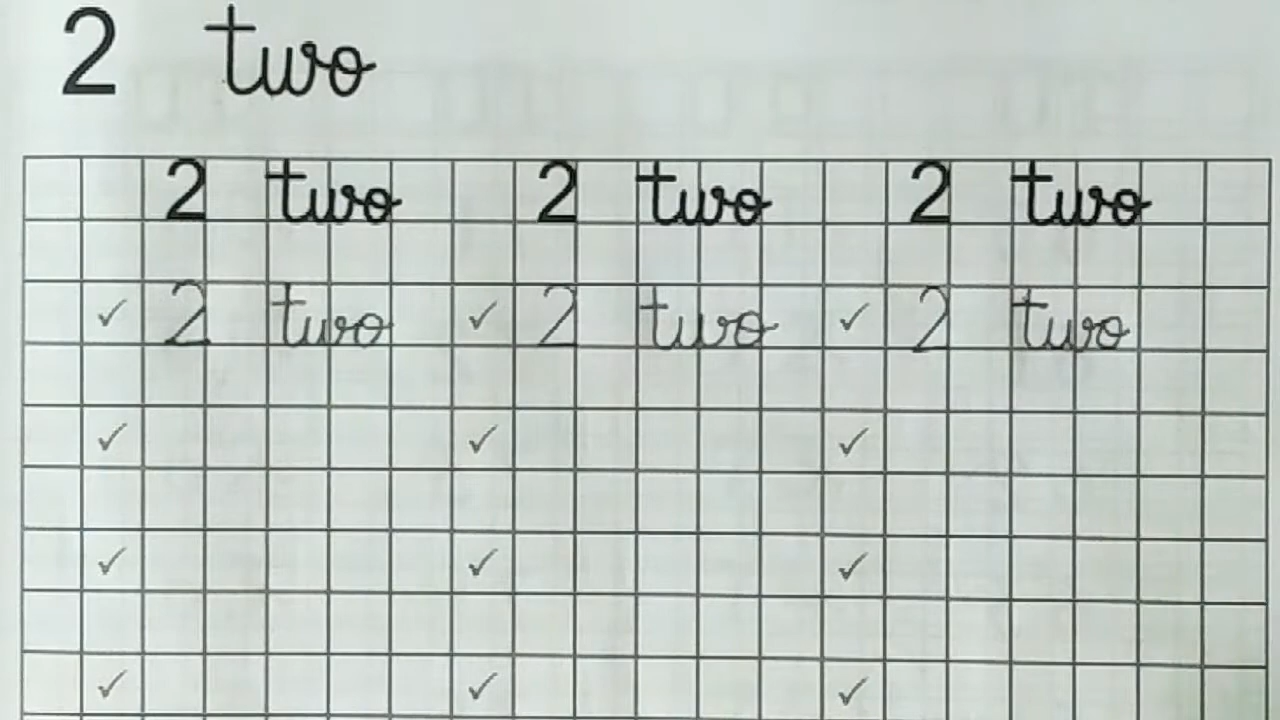 2 two
2 two 2 two 2 two
✓ 2 two ✓ 2 two ✓ 2 two
✓ ✓ ✓
✓ ✓ ✓
✓ ✓ ✓